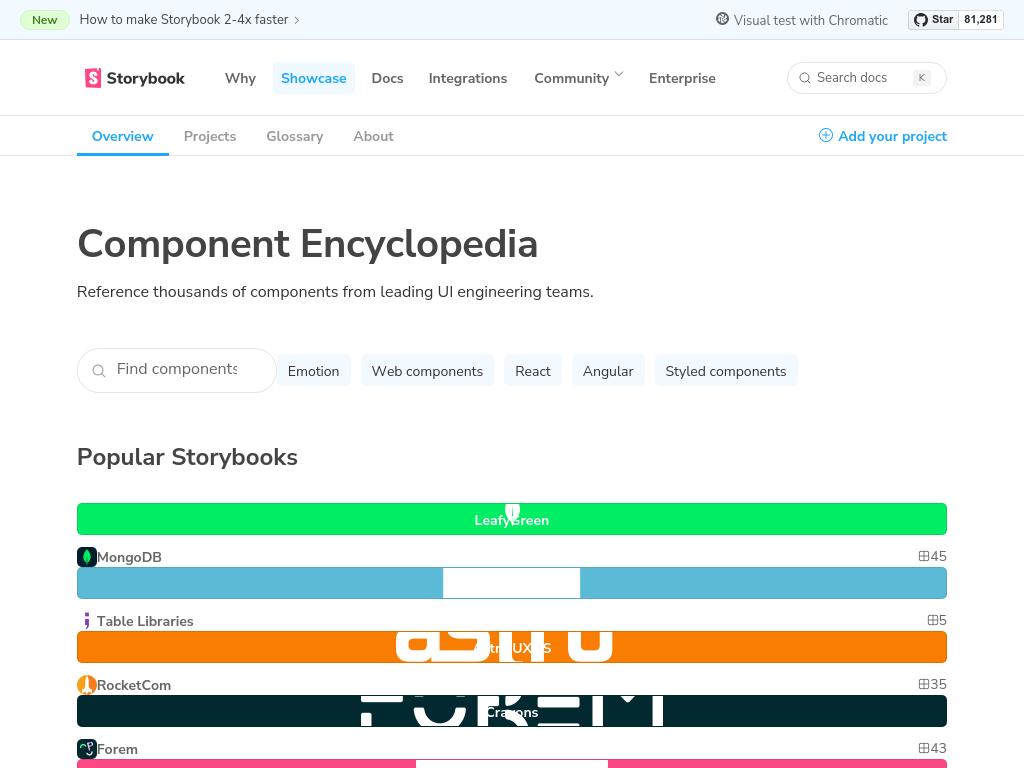 New How to make Storybook 2-4x faster Visual test with Chromatic Star 81,281
Storybook Why Showcase Docs Integrations Community Enterprise Search docs K
Overview Projects Glossary About Add your project
Component Encyclopedia
Reference thousands of components from leading UI engineering teams.
Find components Emotion Web components React Angular Styled components
Popular Storybooks
LeafyGreen
MongoDB 45
Table Libraries 5
astro
RocketCom 35
FOREM
Crayons
Forem 43